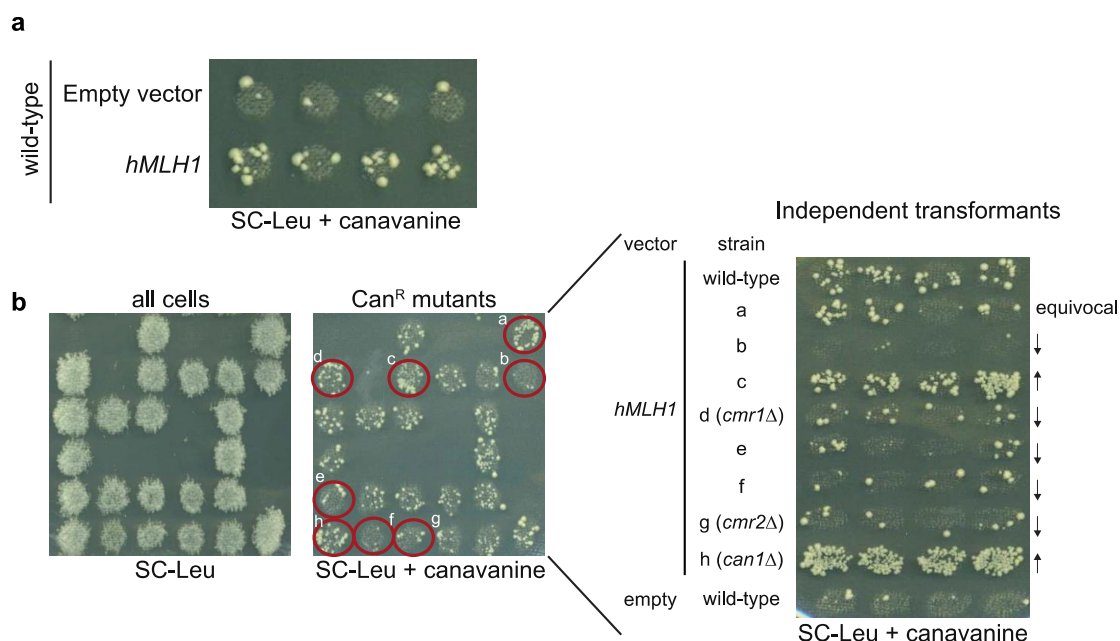 a
wild-type
Empty vector
hMLH1
SC-Leu + canavanine
b
all cells
SC-Leu
Can^R mutants
a
b
c
d
e
f
g
h
SC-Leu + canavanine
Independent transformants
vector strain
hMLH1
wild-type
a equivocal
b ↓
c ↑
d (cmr1Δ) ↓
e ↓
f ↓
g (cmr2Δ) ↓
h (can1Δ) ↑
empty wild-type
SC-Leu + canavanine